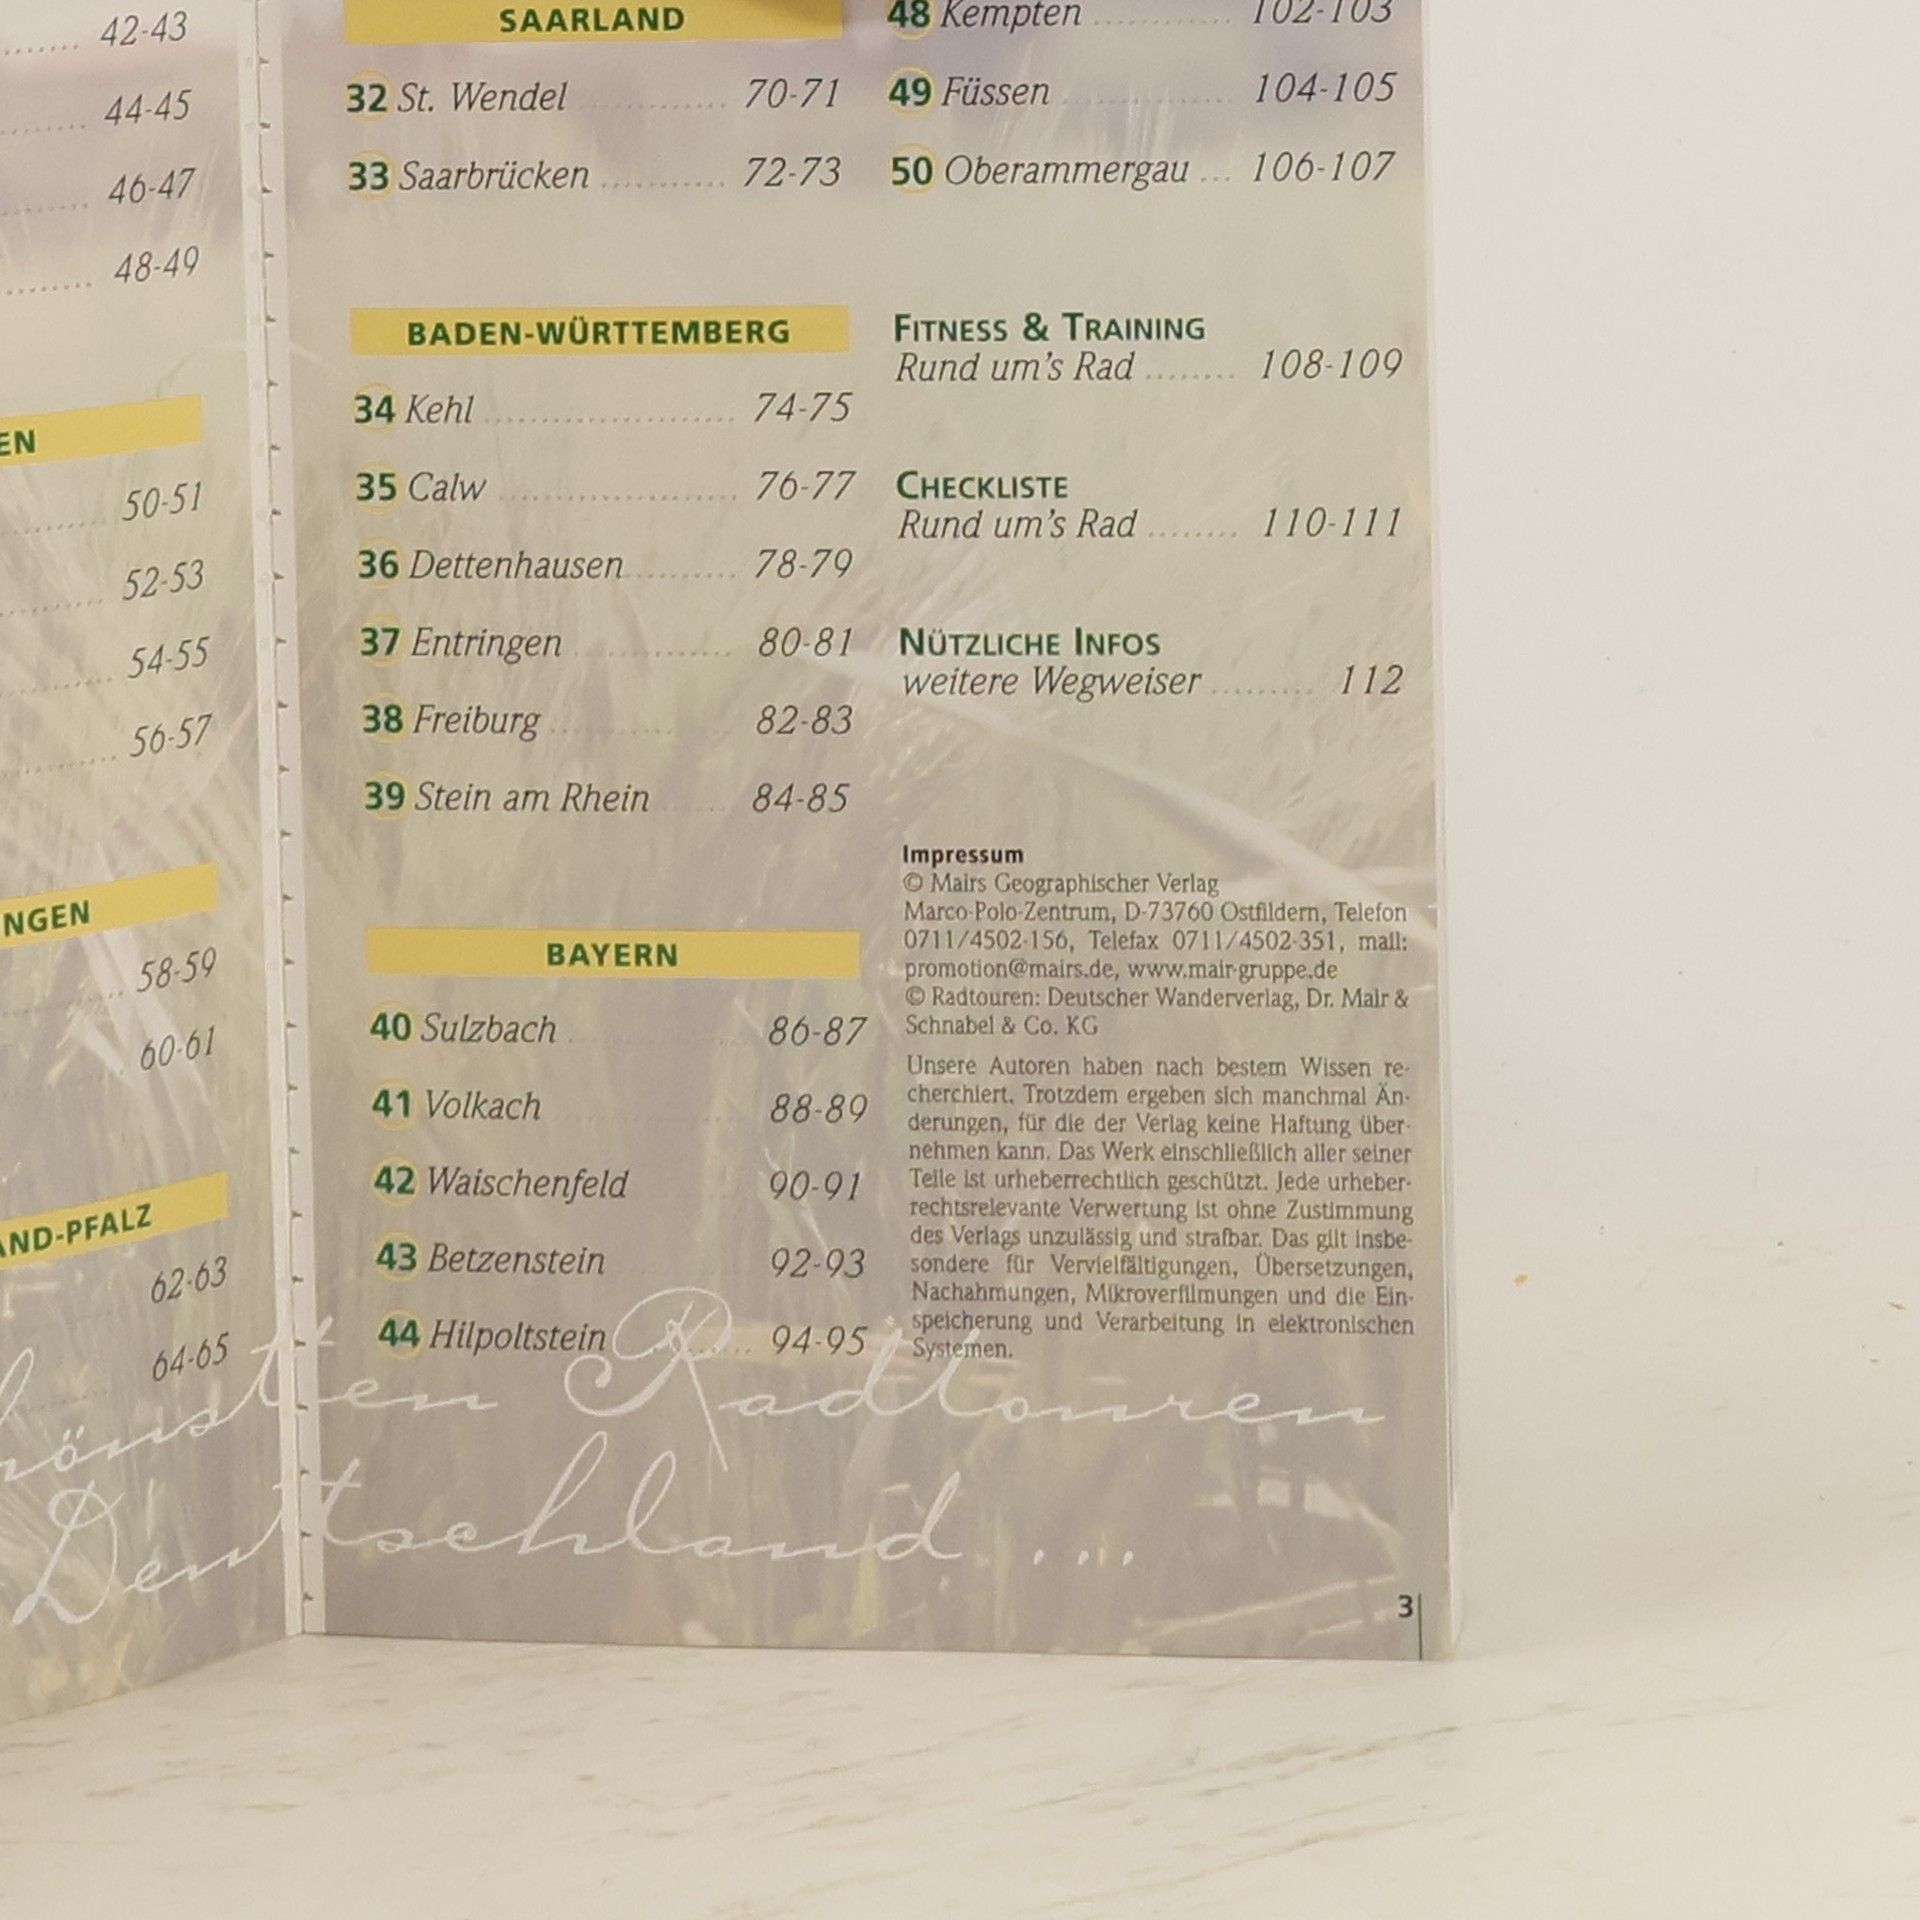 42-43
44-45
46-47
48-49
EN
50-51
52-53
54-55
56-57
NGEN
58-59
60-61
AND-PFALZ
62-63
64-65
SAARLAND
32 St. Wendel ............ 70-71
33 Saarbrücken ........... 72-73
BADEN-WÜRTTEMBERG
34 Kehl ...................... 74-75
35 Calw ..................... 76-77
36 Dettenhausen .......... 78-79
37 Entringen .............. 80-81
38 Freiburg ................ 82-83
39 Stein am Rhein ...... 84-85
BAYERN
40 Sulzbach 86-87
41 Volkach 88-89
42 Waischenfeld 90-91
43 Betzenstein 92-93
44 Hilpoltstein .......... 94-95
48 Kempten ............ 102-103
49 Füssen ............... 104-105
50 Oberammergau ... 106-107
FITNESS & TRAINING
Rund um's Rad ........ 108-109
CHECKLISTE
Rund um's Rad ........ 110-111
NÜTZLICHE INFOS
weitere Wegweiser ......... 112
Impressum
© Mairs Geographischer Verlag
Marco-Polo-Zentrum, D-73760 Ostfildern, Telefon
0711/4502-156, Telefax 0711/4502-351, mail:
promotion@mairs.de, www.mair-gruppe.de
© Radtouren: Deutscher Wanderverlag, Dr. Mair &
Schnabel & Co. KG
Unsere Autoren haben nach bestem Wissen re-
cherchiert. Trotzdem ergeben sich manchmal Än-
derungen, für die der Verlag keine Haftung über-
nehmen kann. Das Werk einschließlich aller seiner
Teile ist urheberrechtlich geschützt. Jede urheber-
rechtsrelevante Verwertung ist ohne Zustimmung
des Verlags unzulässig und strafbar. Das gilt insbe-
sondere für Vervielfältigungen, Übersetzungen,
Nachahmungen, Mikroverfilmungen und die Ein-
speicherung und Verarbeitung in elektronischen
Systemen.
hönsten Radtouren
Deutschland ...
3